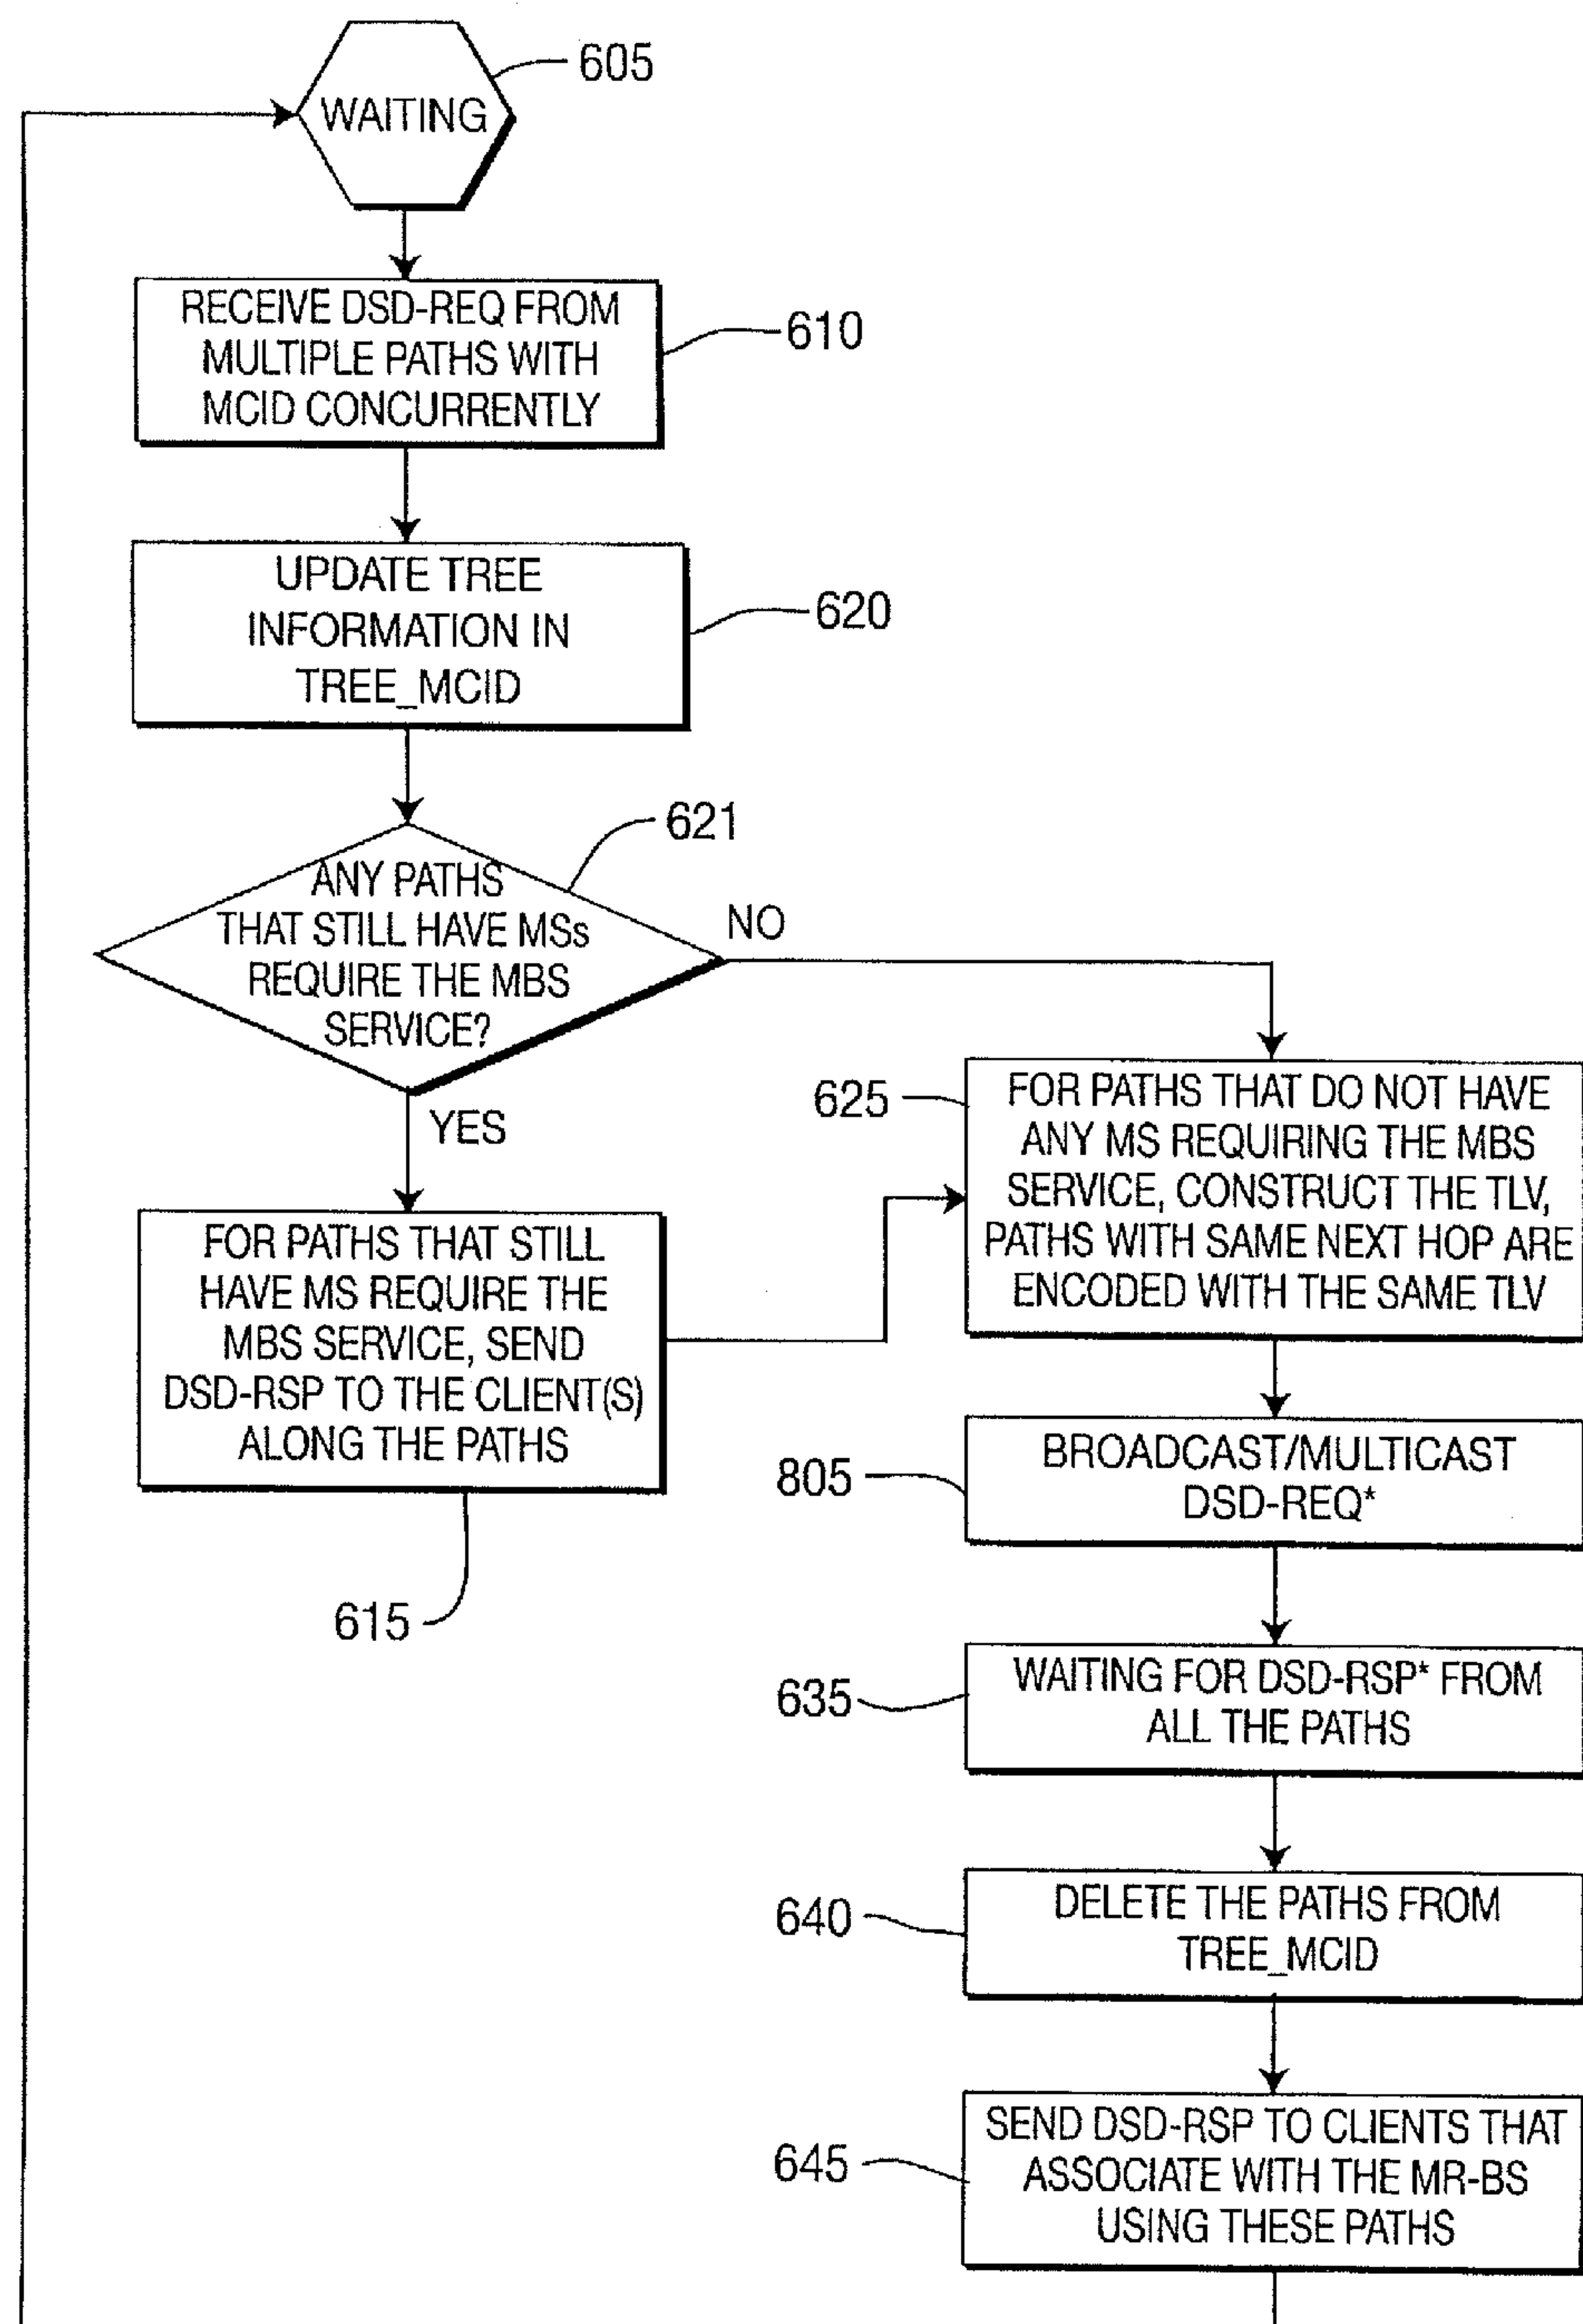 WAITING
605
RECEIVE DSD-REQ FROM
MULTIPLE PATHS WITH
MCID CONCURRENTLY
610
UPDATE TREE
INFORMATION IN
TREE_MCID
620
ANY PATHS
THAT STILL HAVE MSs
REQUIRE THE MBS
SERVICE?
621
NO
YES
FOR PATHS THAT STILL
HAVE MS REQUIRE THE
MBS SERVICE, SEND
DSD-RSP TO THE CLIENT(S)
ALONG THE PATHS
615
625
FOR PATHS THAT DO NOT HAVE
ANY MS REQUIRING THE MBS
SERVICE, CONSTRUCT THE TLV,
PATHS WITH SAME NEXT HOP ARE
ENCODED WITH THE SAME TLV
805
BROADCAST/MULTICAST
DSD-REQ*
635
WAITING FOR DSD-RSP* FROM
ALL THE PATHS
640
DELETE THE PATHS FROM
TREE_MCID
645
SEND DSD-RSP TO CLIENTS THAT
ASSOCIATE WITH THE MR-BS
USING THESE PATHS